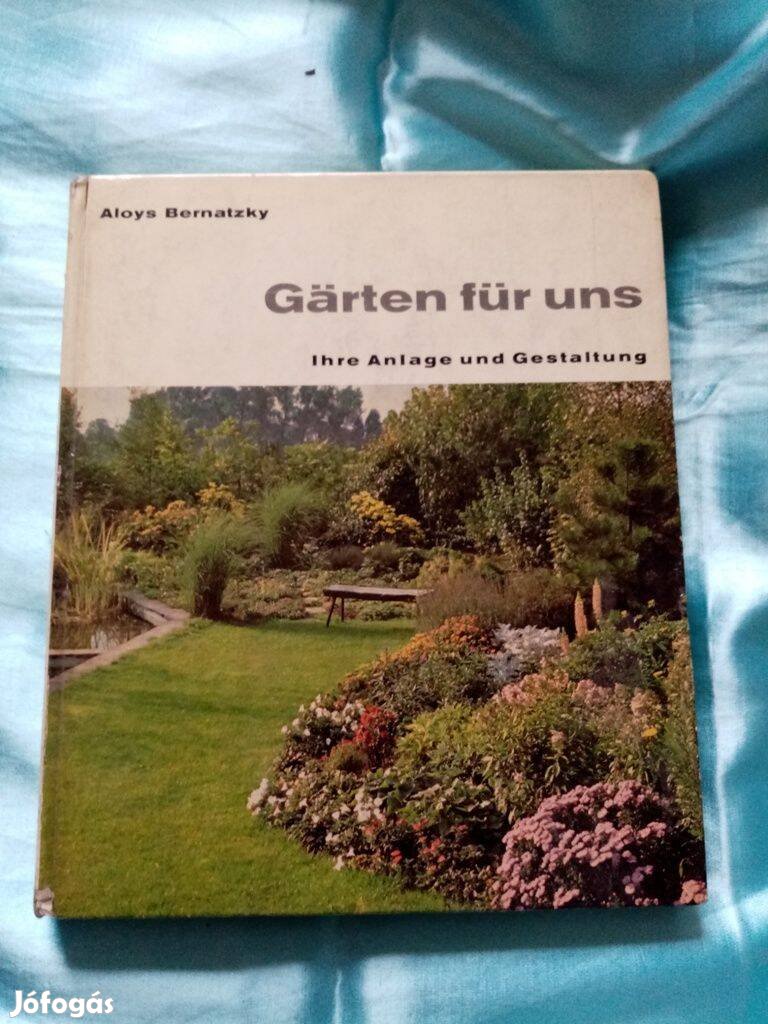 Aloys Bernatzky
Gärten für uns
Ihre Anlage und Gestaltung
Jófogás